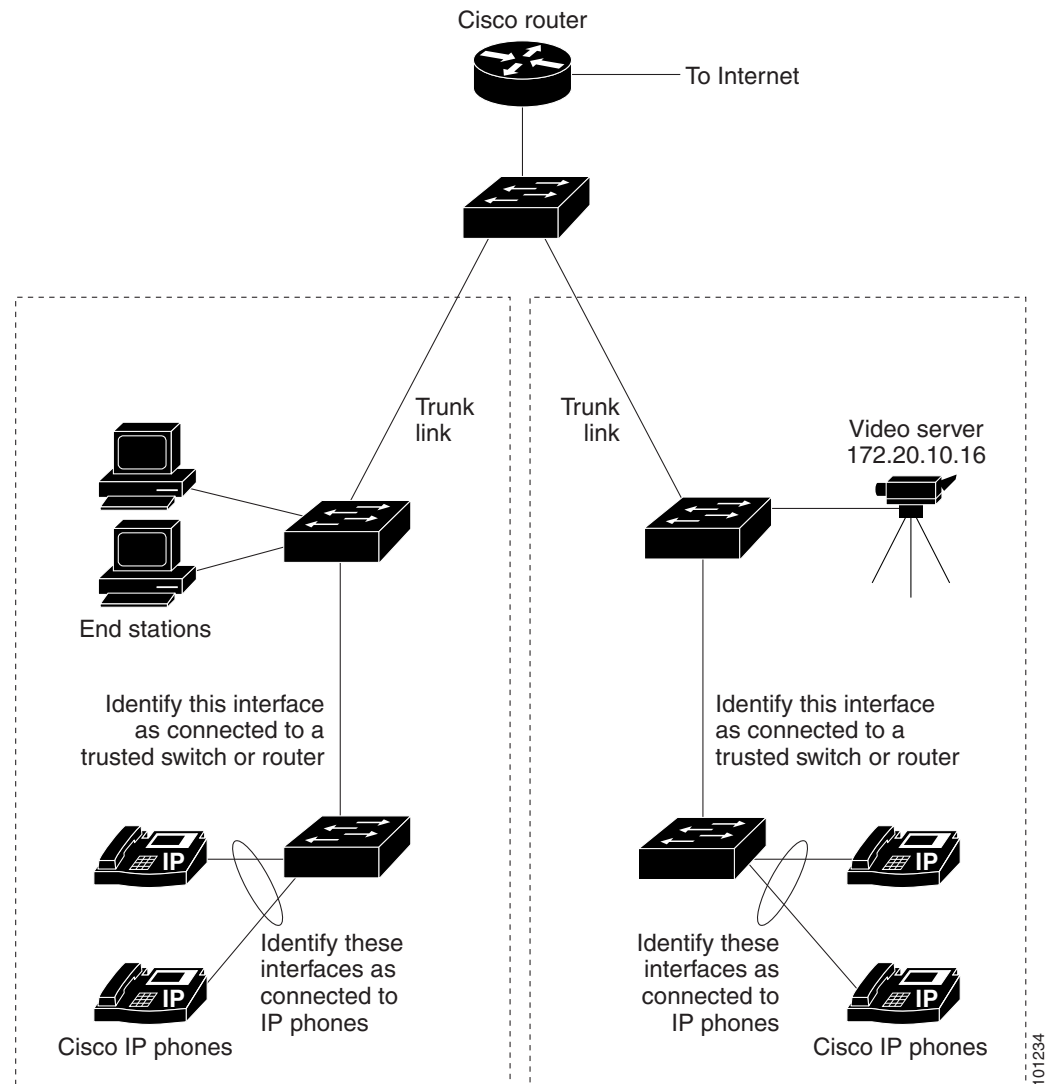 Cisco router
To Internet
Trunk
link
Trunk
link
Video server
172.20.10.16
End stations
Identify this interface
as connected to a
trusted switch or router
Identify this interface
as connected to a
trusted switch or router
IP
IP
Identify these
interfaces as
connected to
IP phones
Identify these
interfaces as
connected to
IP phones
IP
IP
Cisco IP phones
Cisco IP phones
101234